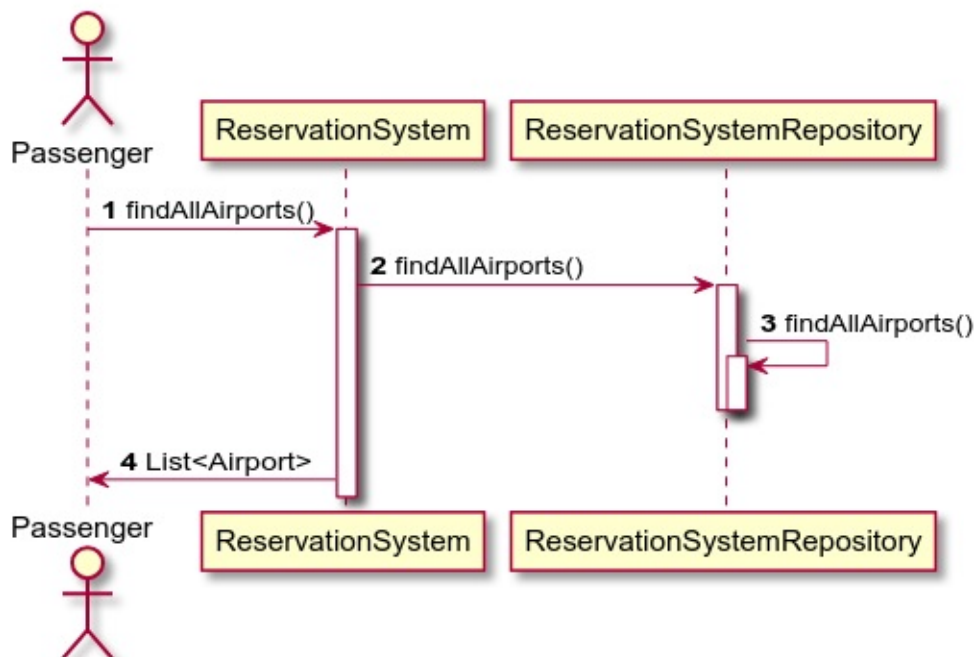 Passenger
ReservationSystem
ReservationSystemRepository
1 findAllAirports()
2 findAllAirports()
3 findAllAirports()
4 List<Airport>
Passenger
ReservationSystem
ReservationSystemRepository